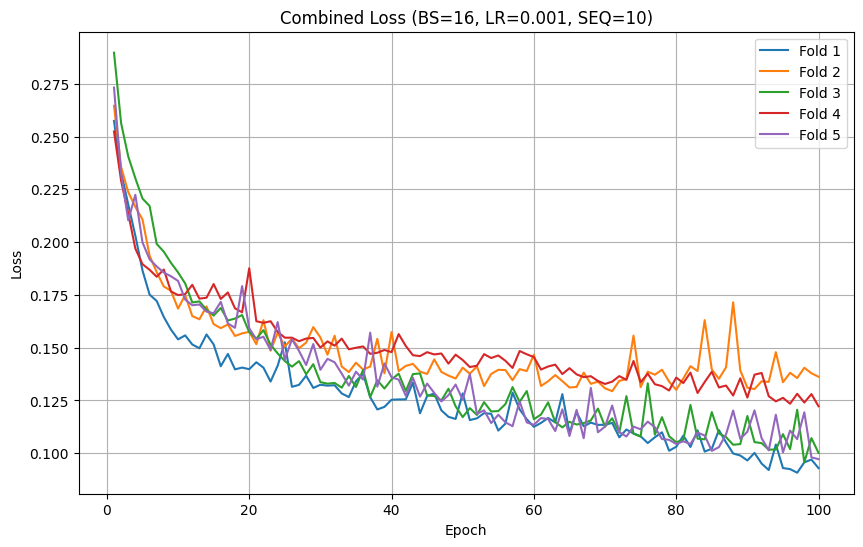 Combined Loss (BS=16, LR=0.001, SEQ=10)
Fold 1
Fold 2
Fold 3
Fold 4
Fold 5
0.275
0.250
0.225
0.200
0.175
0.150
0.125
0.100
Loss
0
20
40
60
80
100
Epoch